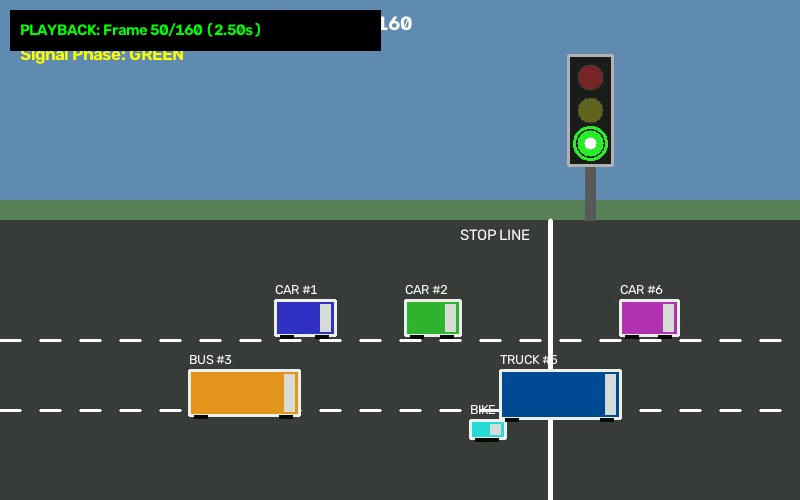 PLAYBACK: Frame 50/160 (2.50s)
160
Signal Phase: GREEN
STOP LINE
CAR #1
CAR #2
CAR #6
BUS #3
TRUCK #5
BIKE